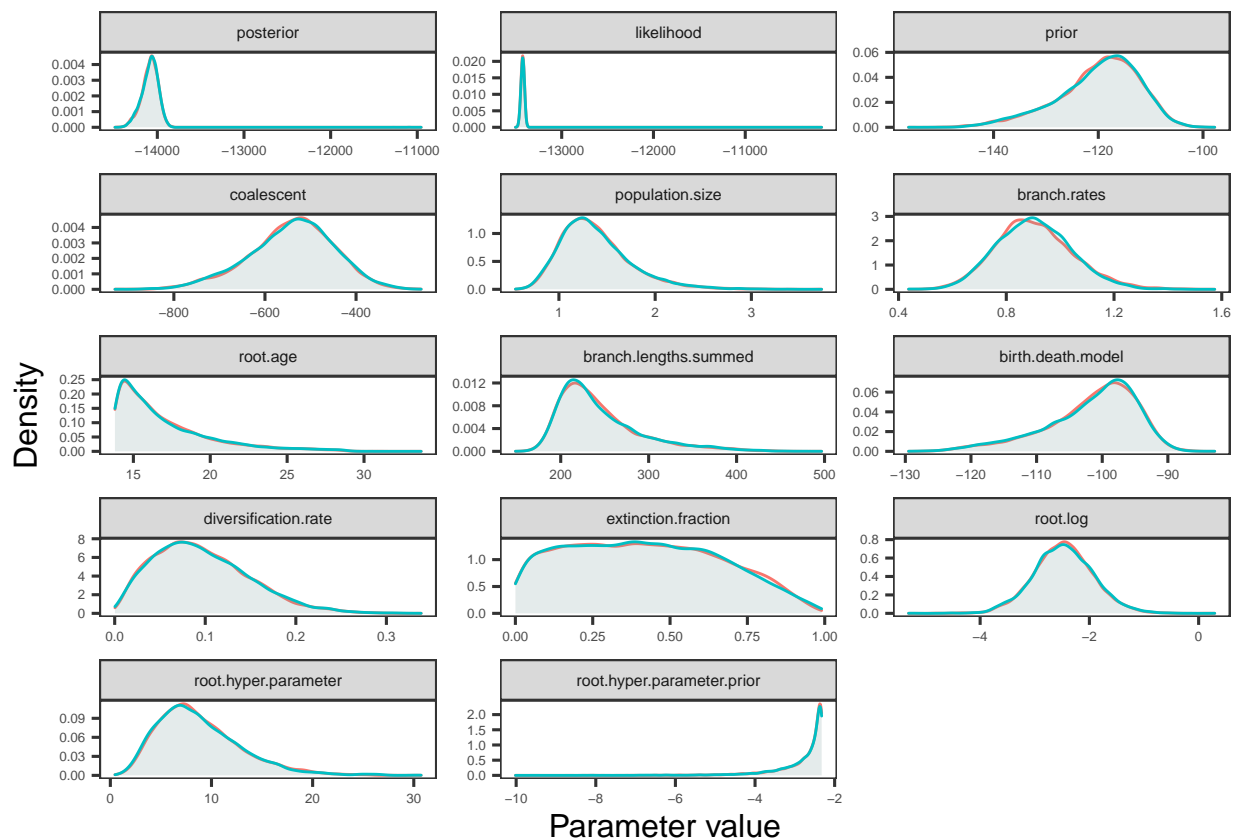 posterior
likelihood
prior
0.004
0.003
0.002
0.001
0.000
−14000 −13000 −12000 −11000
0.020
0.015
0.010
0.005
0.000
−13000 −12000 −11000
0.06
0.04
0.02
0.00
−140 −120 −100
coalescent
population.size
branch.rates
0.004
0.003
0.002
0.001
0.000
−800 −600 −400
1.0
0.5
0.0
1 2 3
3
2
1
0
0.4 0.8 1.2 1.6
root.age
branch.lengths.summed
birth.death.model
0.25
0.20
0.15
0.10
0.05
0.00
15 20 25 30
0.012
0.008
0.004
0.000
200 300 400 500
0.06
0.04
0.02
0.00
−130 −120 −110 −100 −90
diversification.rate
extinction.fraction
root.log
8
6
4
2
0
0.0 0.1 0.2 0.3
1.0
0.5
0.0
0.00 0.25 0.50 0.75 1.00
0.8
0.6
0.4
0.2
0.0
−4 −2 0
root.hyper.parameter
root.hyper.parameter.prior
0.09
0.06
0.03
0.00
0 10 20 30
2.0
1.5
1.0
0.5
0.0
−10 −8 −6 −4 −2
Density
Parameter value